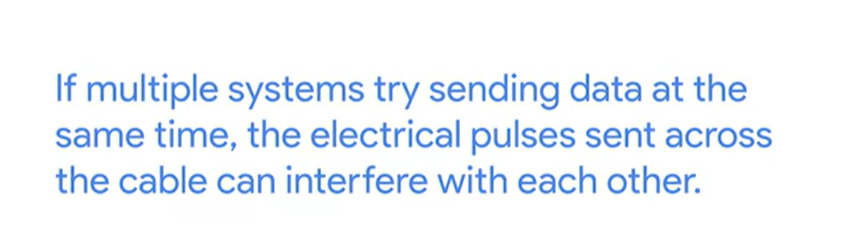 If multiple systems try sending data at the
same time, the electrical pulses sent across
the cable can interfere with each other.